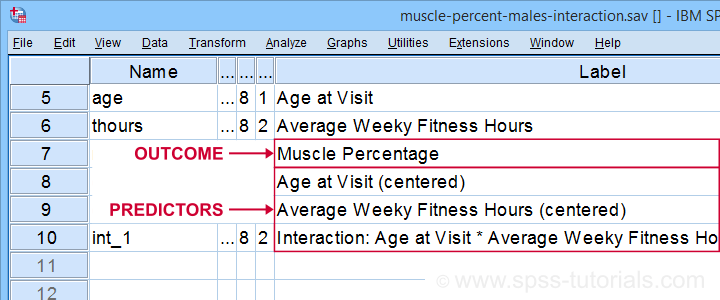 muscle-percent-males-interaction.sav [] - IBM SP
File Edit View Data Transform Analyze Graphs Utilities Extensions Window Help
Name ... ... ... Label
5 age ... 8 1 Age at Visit
6 thours ... 8 2 Average Weeky Fitness Hours
7 OUTCOME Muscle Percentage
8 Age at Visit (centered)
9 PREDICTORS Average Weeky Fitness Hours (centered)
10 int_1 ... 8 2 Interaction: Age at Visit * Average Weeky Fitness Ho
11
12
© www.spss-tutorials.com